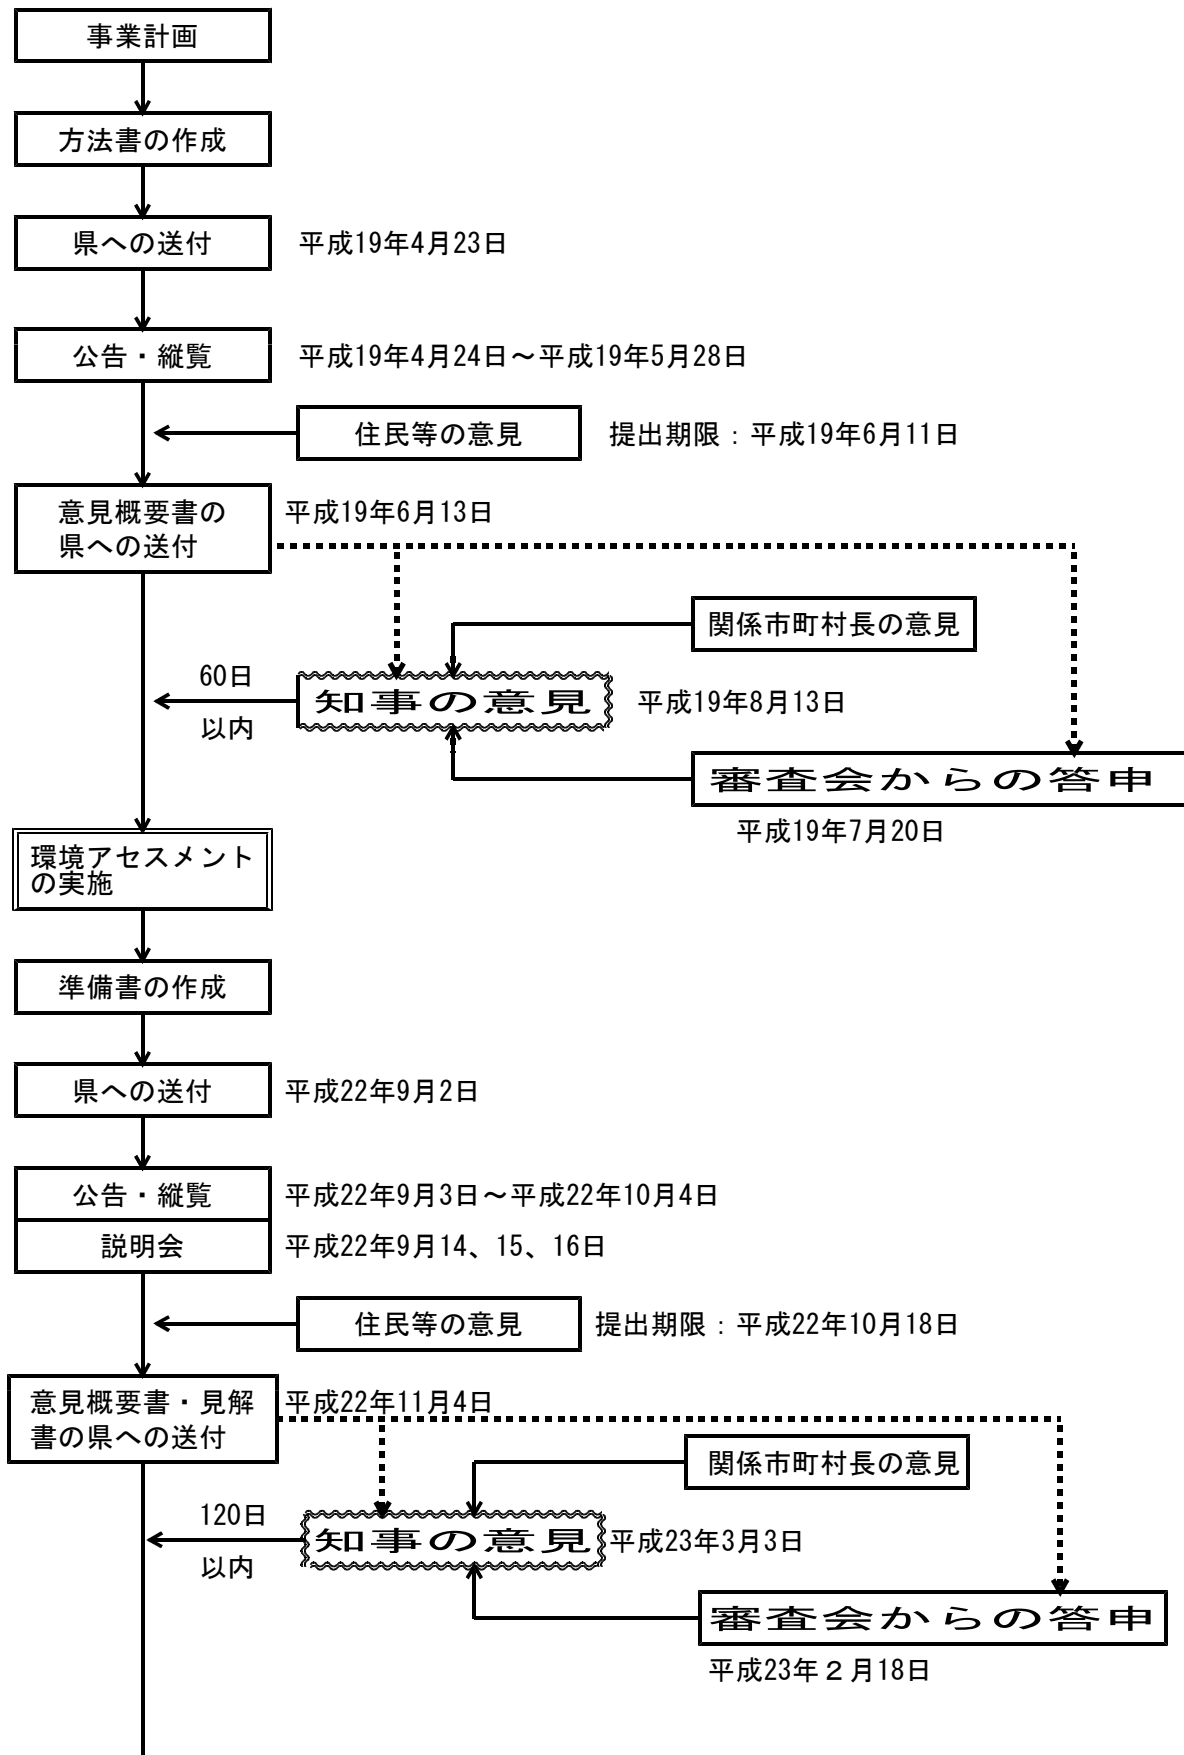 事業計画
方法書の作成
県への送付
平成19年4月23日
公告・縦覧
平成19年4月24日～平成19年5月28日
住民等の意見
提出期限：平成19年6月11日
意見概要書の
県への送付
平成19年6月13日
関係市町村長の意見
60日
以内
知事の意見
平成19年8月13日
審査会からの答申
平成19年7月20日
環境アセスメント
の実施
準備書の作成
県への送付
平成22年9月2日
公告・縦覧
平成22年9月3日～平成22年10月4日
説明会
平成22年9月14、15、16日
住民等の意見
提出期限：平成22年10月18日
意見概要書・見解
書の県への送付
平成22年11月4日
関係市町村長の意見
120日
以内
知事の意見
平成23年3月3日
審査会からの答申
平成23年２月18日